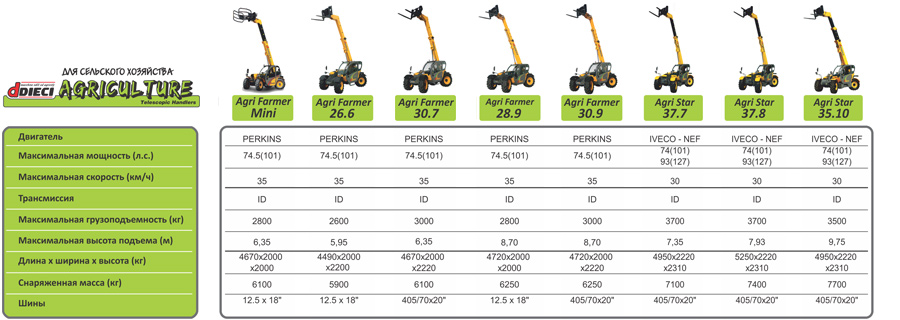 ДЛЯ СЕЛЬСКОГО ХОЗЯЙСТВА
DIECI AGRICULTURE
Telescopic Handlers
Agri Farmer Mini
Agri Farmer 26.6
Agri Farmer 30.7
Agri Farmer 28.9
Agri Farmer 30.9
Agri Star 37.7
Agri Star 37.8
Agri Star 35.10
Двигатель PERKINS PERKINS PERKINS PERKINS PERKINS IVECO - NEF IVECO - NEF IVECO - NEF
Максимальная мощность (л.с.) 74.5(101) 74.5(101) 74.5(101) 74.5(101) 74.5(101) 74(101) 74(101) 74(101)
93(127) 93(127) 93(127)
Максимальная скорость (км/ч) 35 35 35 35 35 30 30 30
Трансмиссия ID ID ID ID ID ID ID ID
Максимальная грузоподъемность (кг) 2800 2600 3000 2800 3000 3700 3700 3500
Максимальная высота подъема (м) 6,35 5,95 6,35 8,70 8,70 7,35 7,93 9,75
Длина х ширина х высота (кг) 4670x2000 4490x2000 4670x2000 4720x2000 4720x2000 4950x2220 5250x2220 4950x2220
x2000 x2200 x2220 x2000 x2220 x2310 x2310 x2310
Снаряженная масса (кг) 6100 5900 6100 6250 6250 7100 7400 7700
Шины 12.5 x 18" 12.5 x 18" 405/70x20" 12.5 x 18" 405/70x20" 405/70x20" 405/70x20" 405/70x20"